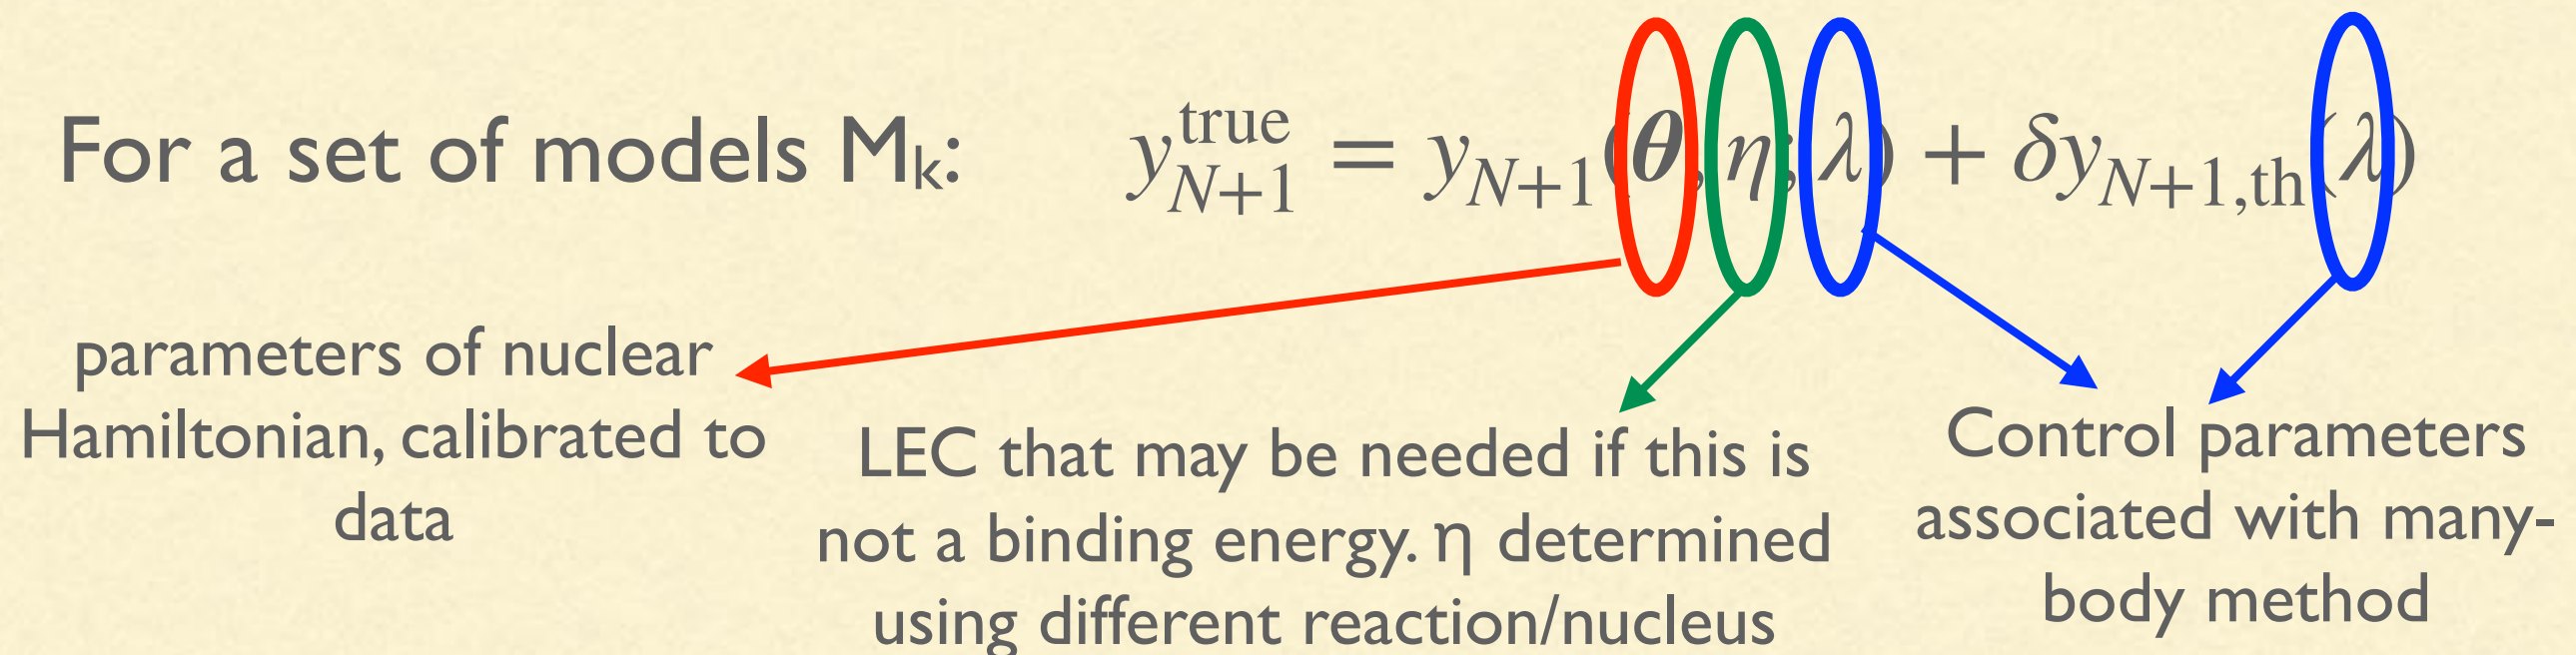 For a set of models Mₖ: y_{N+1}^{true} = y_{N+1}(θ, η; λ) + δy_{N+1,th}(λ)
parameters of nuclear
Hamiltonian, calibrated to
data
LEC that may be needed if this is
not a binding energy. η determined
using different reaction/nucleus
Control parameters
associated with many-
body method